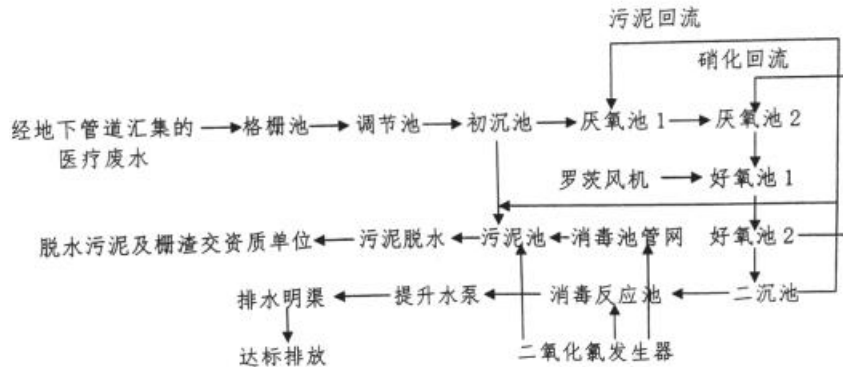 污泥回流
硝化回流
经地下管道汇集的
医疗废水
格栅池
调节池
初沉池
厌氧池1
厌氧池2
罗茨风机
好氧池1
脱水污泥及栅渣交资质单位
污泥脱水
污泥池
消毒池管网
好氧池2
排水明渠
提升水泵
消毒反应池
二沉池
达标排放
二氧化氯发生器